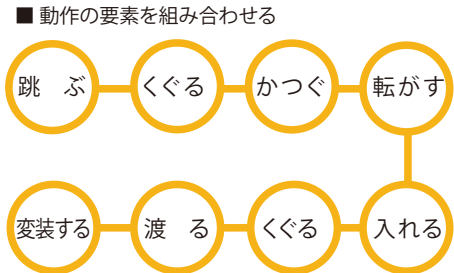 ■ 動作の要素を組み合わせる
跳　ぶ
くぐる
かつぐ
転がす
入れる
くぐる
渡　る
変装する